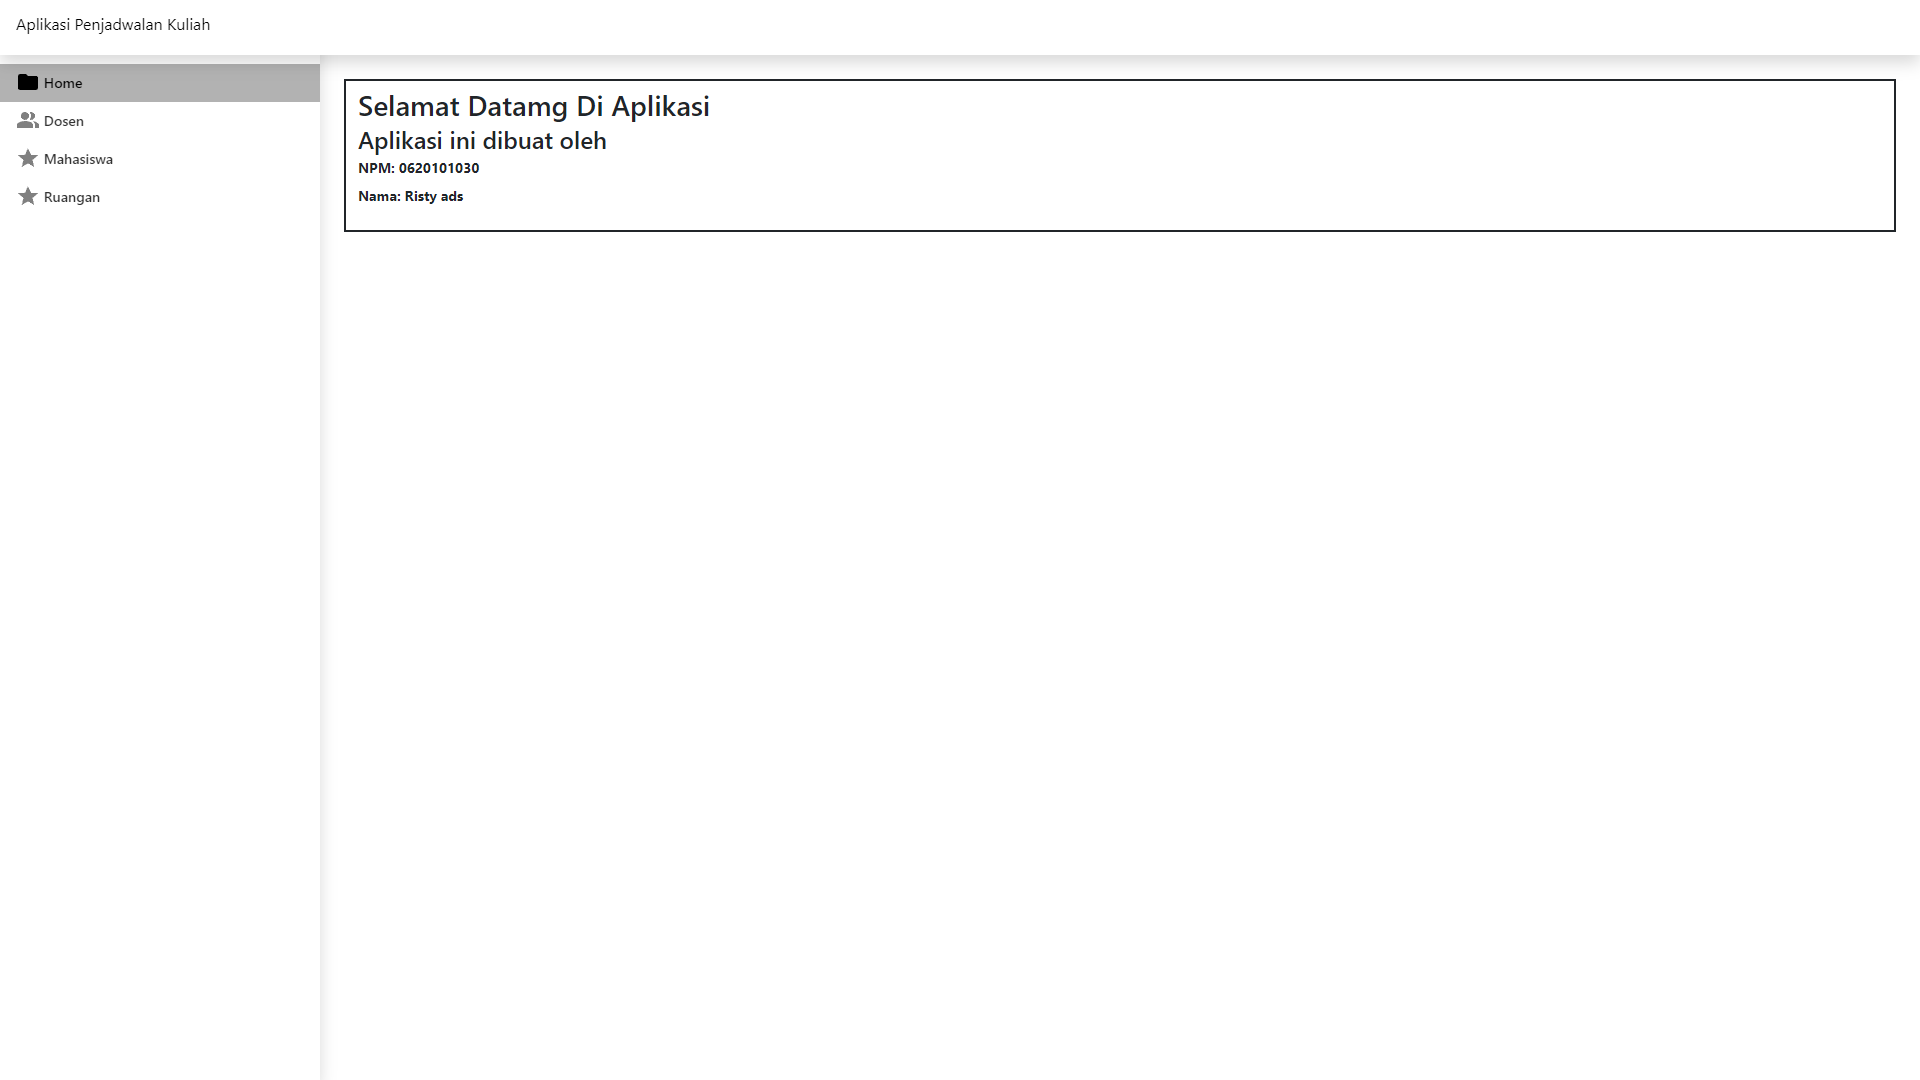 Aplikasi Penjadwalan Kuliah
Home
Dosen
Mahasiswa
Ruangan
Selamat Datamg Di Aplikasi
Aplikasi ini dibuat oleh
NPM: 0620101030
Nama: Risty ads